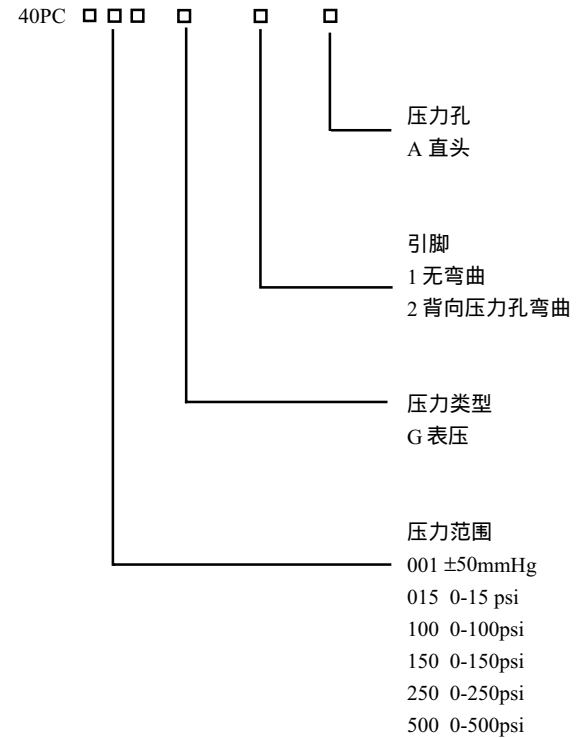 40PC □□□ □ □ □
压力孔
A 直头
引脚
1 无弯曲
2 背向压力孔弯曲
压力类型
G 表压
压力范围
001 ±50mmHg
015 0-15 psi
100 0-100psi
150 0-150psi
250 0-250psi
500 0-500psi